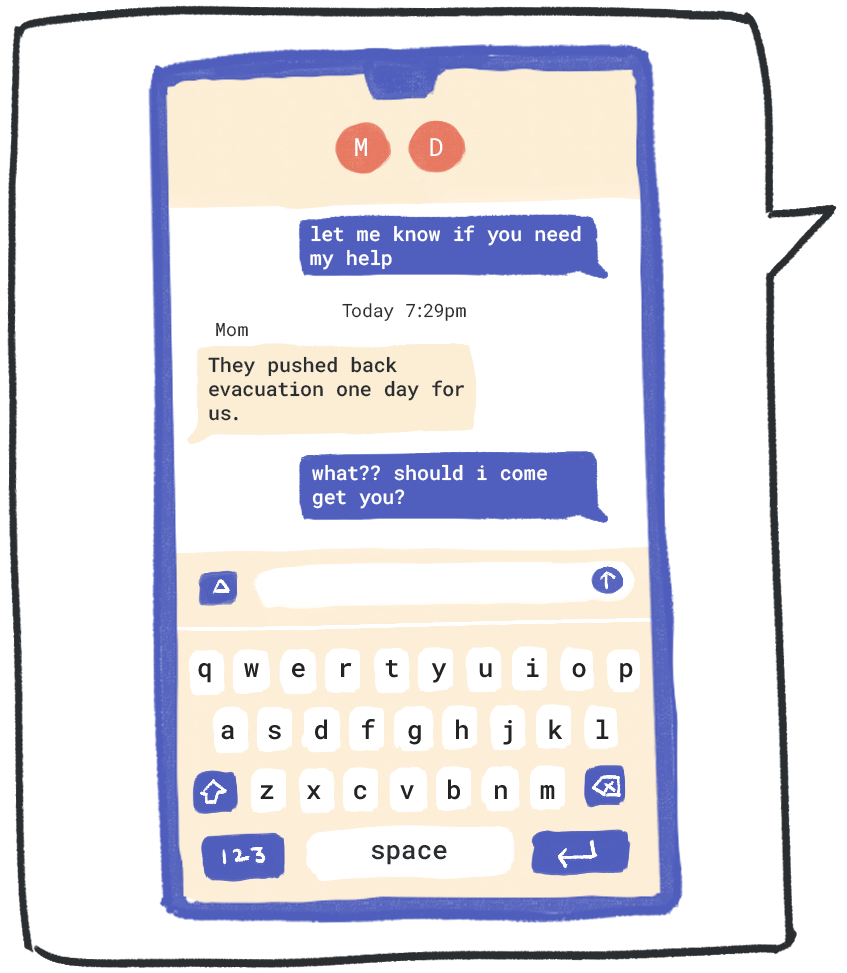 M D
let me know if you need
my help
Today 7:29pm
Mom
They pushed back
evacuation one day for
us.
what?? should i come
get you?
q w e r t y u i o p
a s d f g h j k l
z x c v b n m
123 space